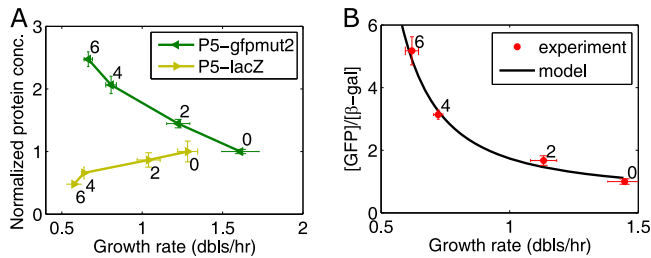 A
Normalized protein conc.
3
2
1
0
6
4
2
0
6
4
2
0
P5-gfpmut2
P5-lacZ
0.5
1
1.5
2
Growth rate (dbls/hr)
B
[GFP]/[β-gal]
6
4
2
0
6
4
2
0
experiment
model
0.5
1
1.5
Growth rate (dbls/hr)